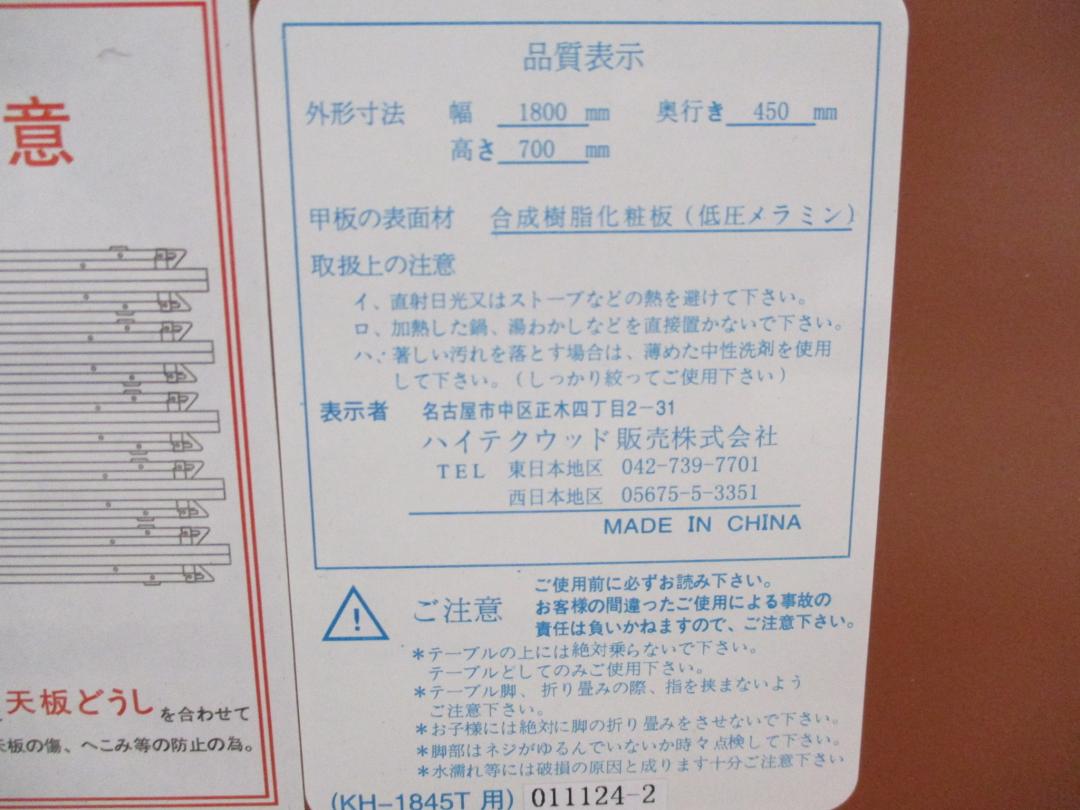 意
天板どうしを合わせて
天板の傷、へこみ等の防止の為。
品質表示
外形寸法 幅 1800 mm 奥行き 450 mm
高さ 700 mm
甲板の表面材 合成樹脂化粧板(低圧メラミン)
取扱上の注意
イ、直射日光又はストーブなどの熱を避けて下さい。
ロ、加熱した鍋、湯わかしなどを直接置かないで下さい。
ハ、著しい汚れを落とす場合は、薄めた中性洗剤を使用
して下さい。(しっかり絞ってご使用下さい)
表示者 名古屋市中区正木四丁目2-31
ハイテクウッド販売株式会社
TEL 東日本地区 042-739-7701
西日本地区 05675-5-3351
MADE IN CHINA
ご注意
ご使用前に必ずお読み下さい。
お客様の間違ったご使用による事故の
責任は負いかねますので、ご注意下さい。
*テーブルの上には絶対乗らないで下さい。
テーブルとしてのみご使用下さい。
*テーブル脚、折り畳みの際、指を挟まないよう
ご注意下さい。
*お子様には絶対に脚の折り畳みをさせないで下さい。
*脚部はネジがゆるんでいないか時々点検して下さい。
*水濡れ等には破損の原因と成ります十分ご注意下さい
(KH-1845T 用) 011124-2